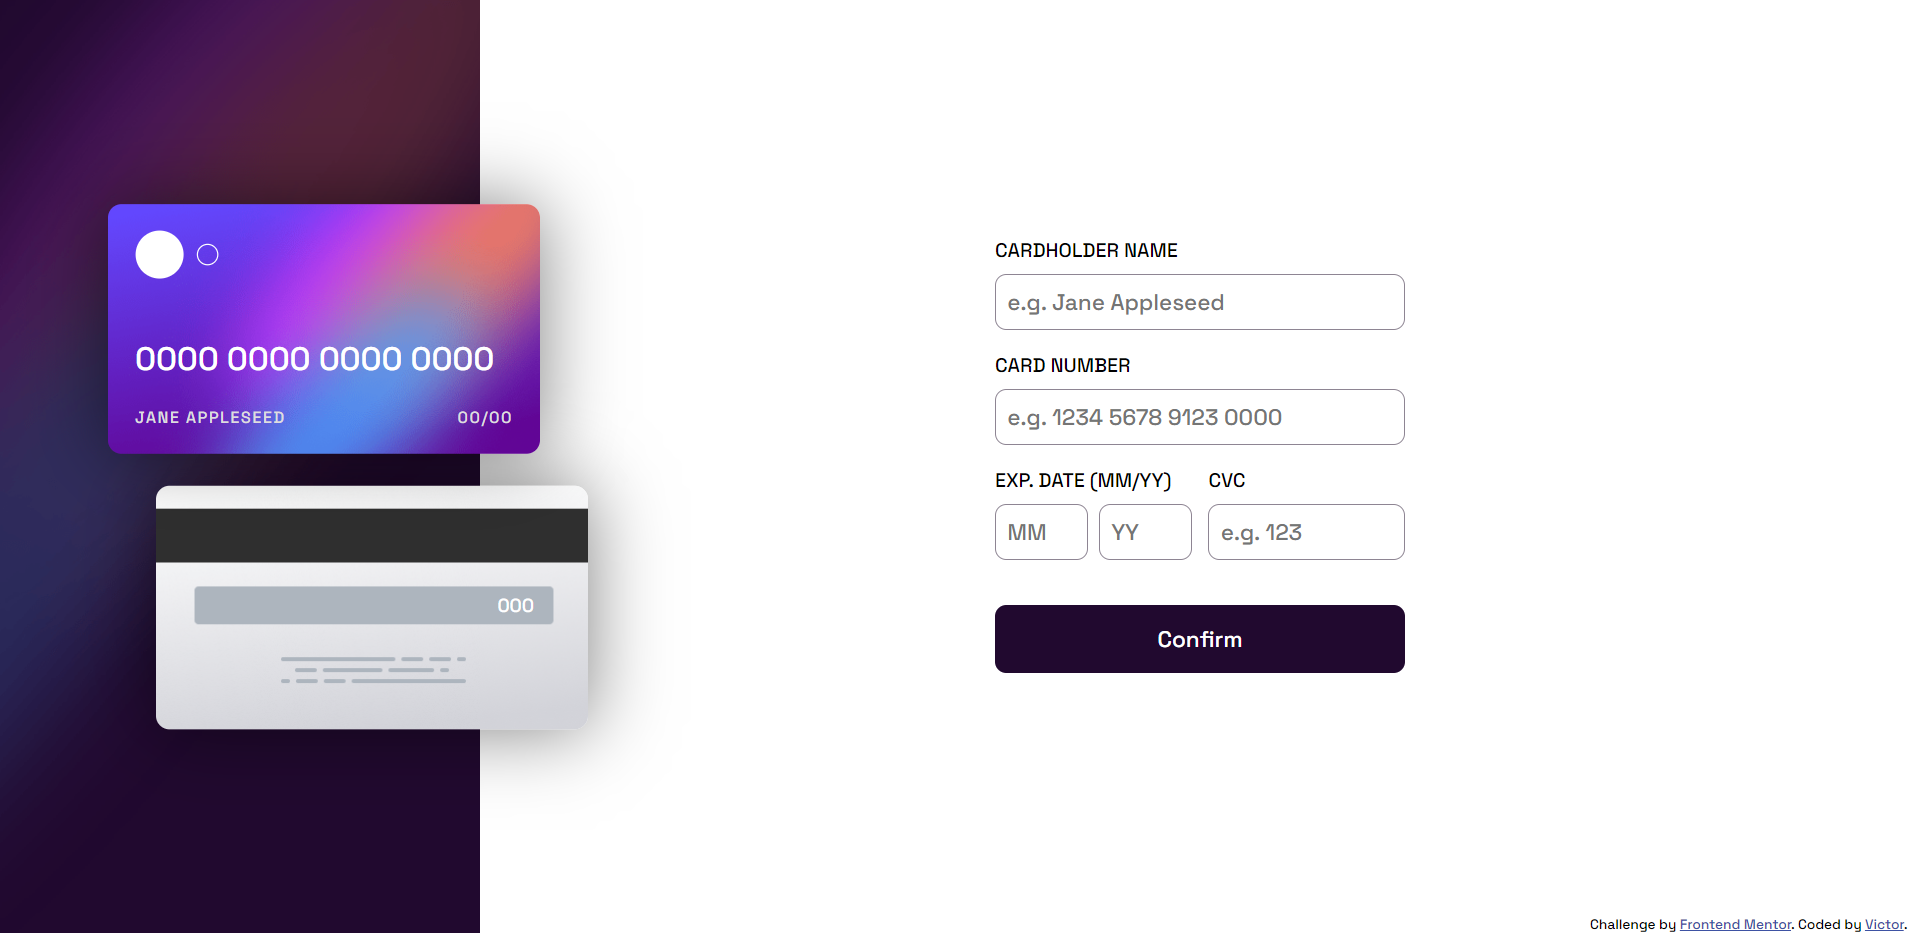 0000 0000 0000 0000
JANE APPLESEED 00/00
000
CARDHOLDER NAME
e.g. Jane Appleseed
CARD NUMBER
e.g. 1234 5678 9123 0000
EXP. DATE (MM/YY) CVC
MM YY e.g. 123
Confirm
Challenge by Frontend Mentor. Coded by Victor.